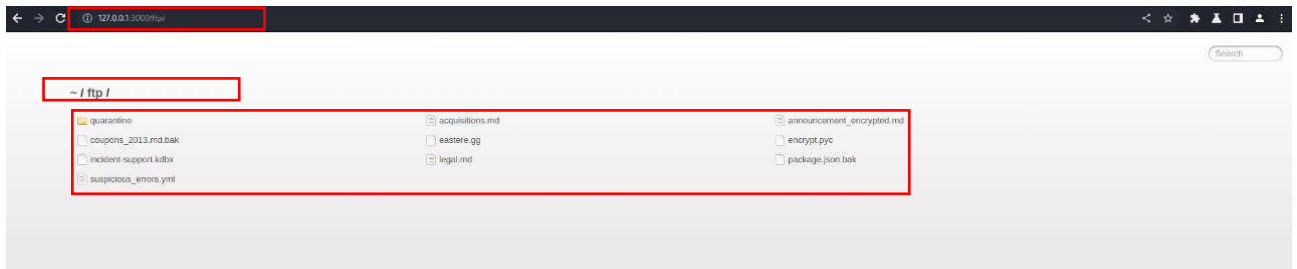 127.0.0.1:3000/ftp/
Search
~ / ftp /
quarantine acquisitions.md announcement_encrypted.md
coupons_2013.md.bak eastere.gg encrypt.pyc
incident-support.kdbx legal.md package.json.bak
suspicious_errors.yml